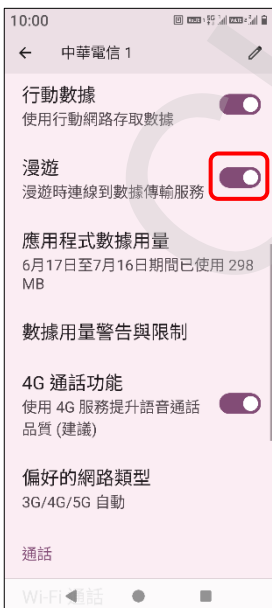 10:00
中華電信 1
行動數據
使用行動網路存取數據
漫遊
漫遊時連線到數據傳輸服務
應用程式數據用量
6月17日至7月16日期間已使用 298
MB
數據用量警告與限制
4G 通話功能
使用 4G 服務提升語音通話
品質 (建議)
偏好的網路類型
3G/4G/5G 自動
通話
Wi-Fi 通話